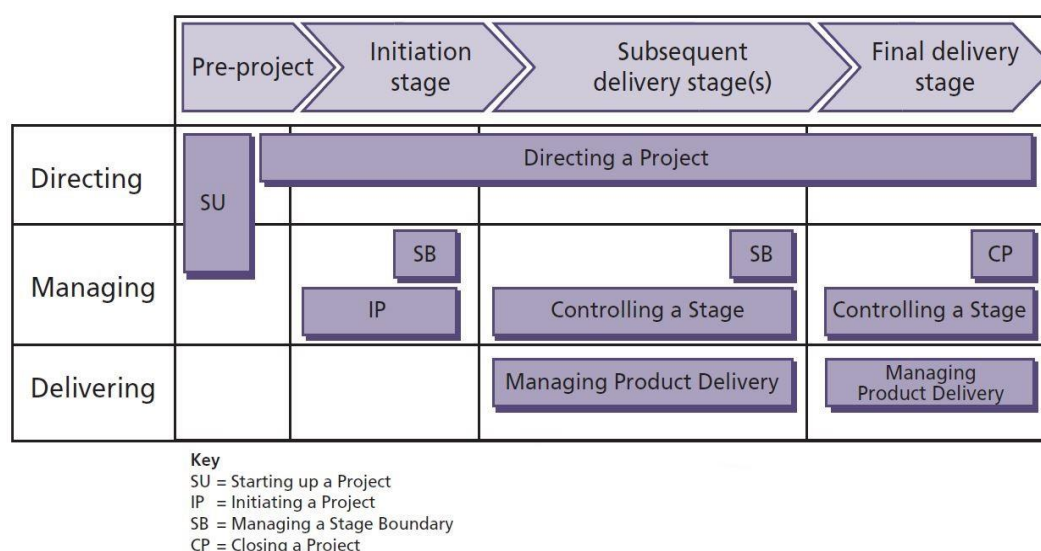 Pre-project
Initiation
stage
Subsequent
delivery stage(s)
Final delivery
stage
Directing
SU
Directing a Project
Managing
SB
SB
CP
IP
Controlling a Stage
Controlling a Stage
Delivering
Managing Product Delivery
Managing
Product Delivery
Key
SU = Starting up a Project
IP = Initiating a Project
SB = Managing a Stage Boundary
CP = Closing a Project